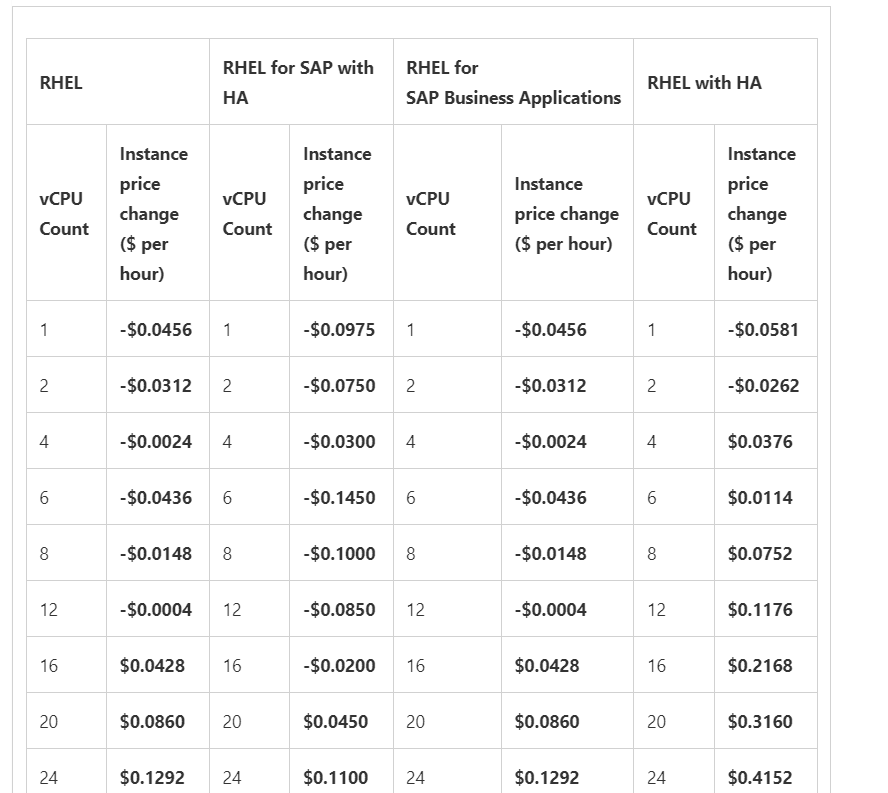 RHEL
RHEL for SAP with
HA
RHEL for
SAP Business Applications
RHEL with HA
vCPU
Count
Instance
price
change
($ per
hour)
vCPU
Count
Instance
price
change
($ per
hour)
vCPU
Count
Instance
price change
($ per hour)
vCPU
Count
Instance
price
change
($ per
hour)
1 -$0.0456 1 -$0.0975 1 -$0.0456 1 -$0.0581
2 -$0.0312 2 -$0.0750 2 -$0.0312 2 -$0.0262
4 -$0.0024 4 -$0.0300 4 -$0.0024 4 $0.0376
6 -$0.0436 6 -$0.1450 6 -$0.0436 6 $0.0114
8 -$0.0148 8 -$0.1000 8 -$0.0148 8 $0.0752
12 -$0.0004 12 -$0.0850 12 -$0.0004 12 $0.1176
16 $0.0428 16 -$0.0200 16 $0.0428 16 $0.2168
20 $0.0860 20 $0.0450 20 $0.0860 20 $0.3160
24 $0.1292 24 $0.1100 24 $0.1292 24 $0.4152